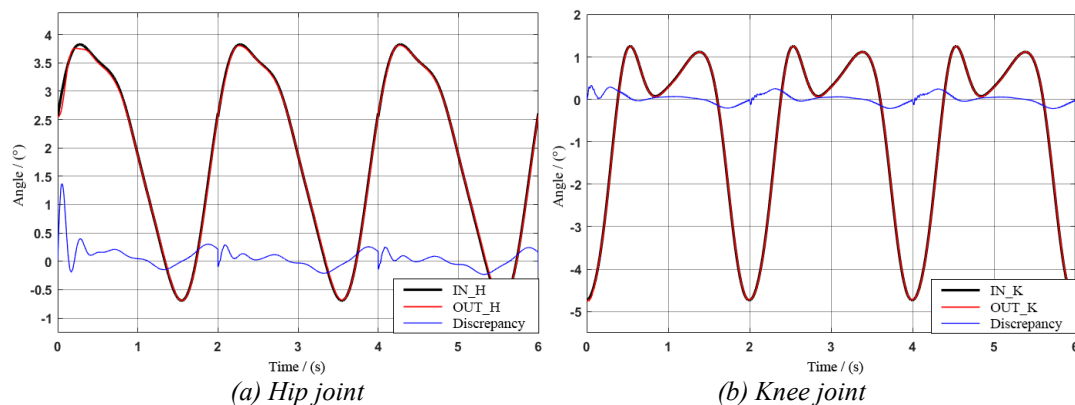 4
3.5
3
2.5
2
1.5
1
0.5
0
-0.5
-1
Angle / (°)
IN_H
OUT_H
Discrepancy
0
1
2
3
4
5
6
Time / (s)
(a) Hip joint
2
1
0
-1
-2
-3
-4
-5
Angle / (°)
IN_K
OUT_K
Discrepancy
0
1
2
3
4
5
6
Time / (s)
(b) Knee joint